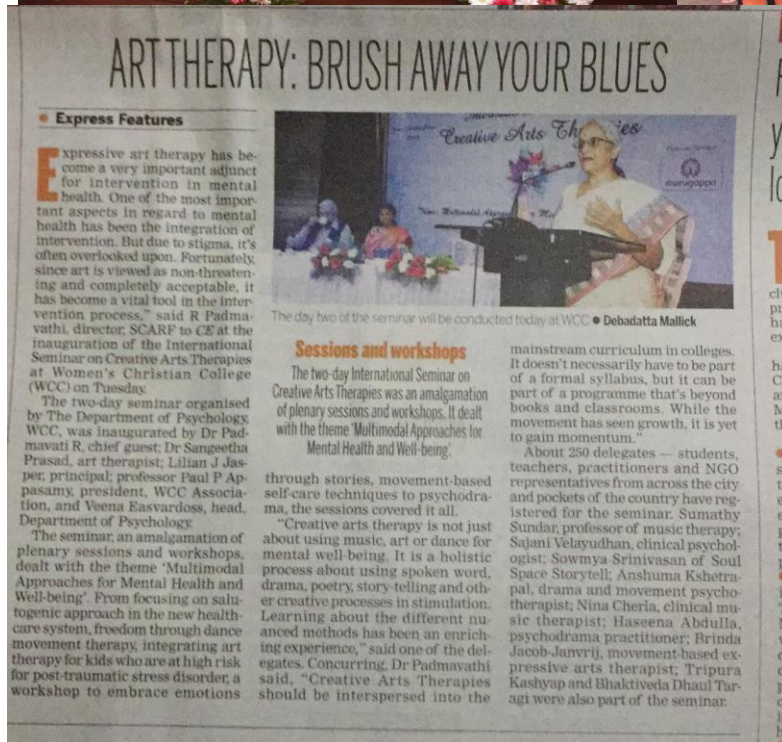 ART THERAPY: BRUSH AWAY YOUR BLUES
Express Features
Expressive art therapy has be-
come a very important adjunct
for intervention in mental
health. One of the most impor-
tant aspects in regard to mental
health has been the integration of
intervention. But due to stigma, it's
often overlooked upon. Fortunately,
since art is viewed as non-threaten-
ing and completely acceptable, it
has become a vital tool in the inter-
vention process,” said R Padma-
vathi, director, SCARF to CE at the
inauguration of the International
Seminar on Creative Arts Therapies
at Women's Christian College
(WCC) on Tuesday.
The two-day seminar organised
by The Department of Psychology,
WCC, was inaugurated by Dr Pad-
mavati R, chief guest; Dr Sangeetha
Prasad, art therapist; Lilian J Jas-
per, principal; professor Paul P Ap-
pasamy, president, WCC Associa-
tion, and Veena Easvardoss, head,
Department of Psychology.
The seminar, an amalgamation of
plenary sessions and workshops,
dealt with the theme ‘Multimodal
Approaches for Mental Health and
Well-being’. From focusing on salu-
togenic approach in the new health-
care system, freedom through dance
movement therapy, integrating art
therapy for kids who are at high risk
for post-traumatic stress disorder, a
workshop to embrace emotions
Creative Arts Th ies
murugappa
The day two of the seminar will be conducted today at WCC ● Debadatta Mallick
Sessions and workshops
The two-day International Seminar on
Creative Arts Therapies was an amalgamation
of plenary sessions and workshops. It dealt
with the theme ‘Multimodal Approaches for
Mental Health and Well-being’.
through stories, movement-based
self-care techniques to psychodra-
ma, the sessions covered it all.
“Creative arts therapy is not just
about using music, art or dance for
mental well-being. It is a holistic
process about using spoken word,
drama, poetry, story-telling and oth-
er creative processes in stimulation.
Learning about the different nu-
anced methods has been an enrich-
ing experience,” said one of the del-
egates. Concurring, Dr Padmavathi
said, “Creative Arts Therapies
should be interspersed into the
mainstream curriculum in colleges.
It doesn't necessarily have to be part
of a formal syllabus, but it can be
part of a programme that's beyond
books and classrooms. While the
movement has seen growth, it is yet
to gain momentum.”
About 250 delegates — students,
teachers, practitioners and NGO
representatives from across the city
and pockets of the country have reg-
istered for the seminar. Sumathy
Sundar, professor of music therapy;
Sajani Velayudhan, clinical psychol-
ogist; Sowmya Srinivasan of Soul
Space Storytell; Anshuma Kshetra-
pal, drama and movement psycho-
therapist; Nina Cherla, clinical mu-
sic therapist; Haseena Abdulla,
psychodrama practitioner; Brinda
Jacob-Janvrij, movement-based ex-
pressive arts therapist; Tripura
Kashyap and Bhaktiveda Dhaul Tar-
agi were also part of the seminar.